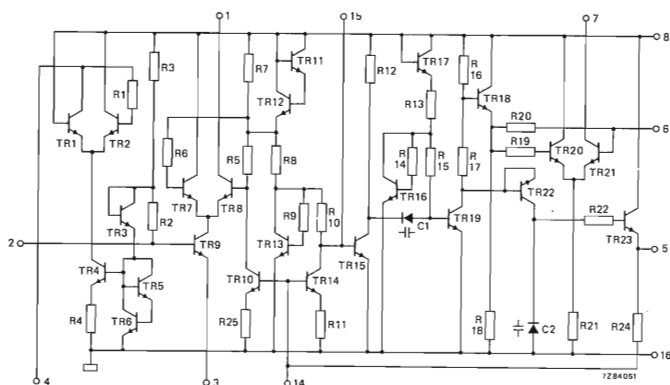 1
15
7
8
R3
R7
TR11
R12
TR17
R
16
R1
TR12
R13
TR18
R20
6
TR1
TR2
R6
R5
R8
R
14
R
15
R
17
R19
TR20
TR21
TR7
TR8
R9
R
10
TR16
TR22
TR3
R2
C1
TR19
R22
TR23
2
TR9
TR13
TR15
5
TR4
TR5
TR10
TR14
R4
TR6
R25
R11
R
18
C2
R21
R24
16
7Z84051
4
3
14